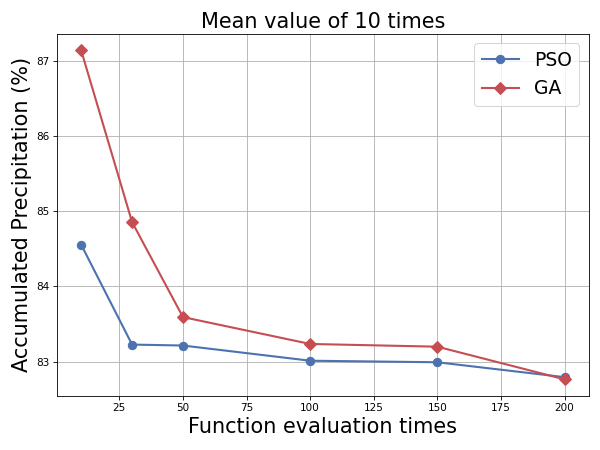 Mean value of 10 times
PSO
GA
Accumulated Precipitation (%)
87
86
85
84
83
25 50 75 100 125 150 175 200
Function evaluation times